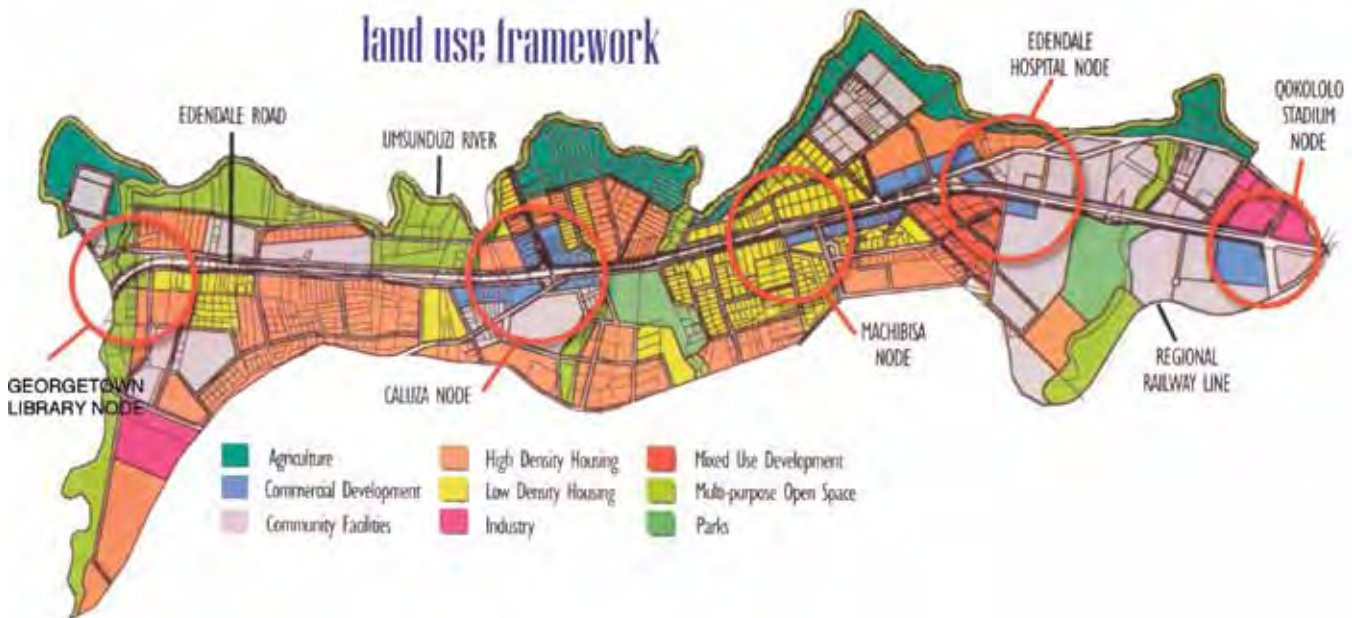 land use framework
EDENDALE
HOSPITAL NODE
QOKOLOLO
STADIUM
NODE
EDENDALE ROAD
UMSUNDUZI RIVER
MACHIBISA
NODE
REGIONAL
RAILWAY LINE
GEORGETOWN
LIBRARY NODE
CALUZA NODE
Agriculture
High Density Housing
Mixed Use Development
Commercial Development
Low Density Housing
Multi-purpose Open Space
Community Facilities
Industry
Parks